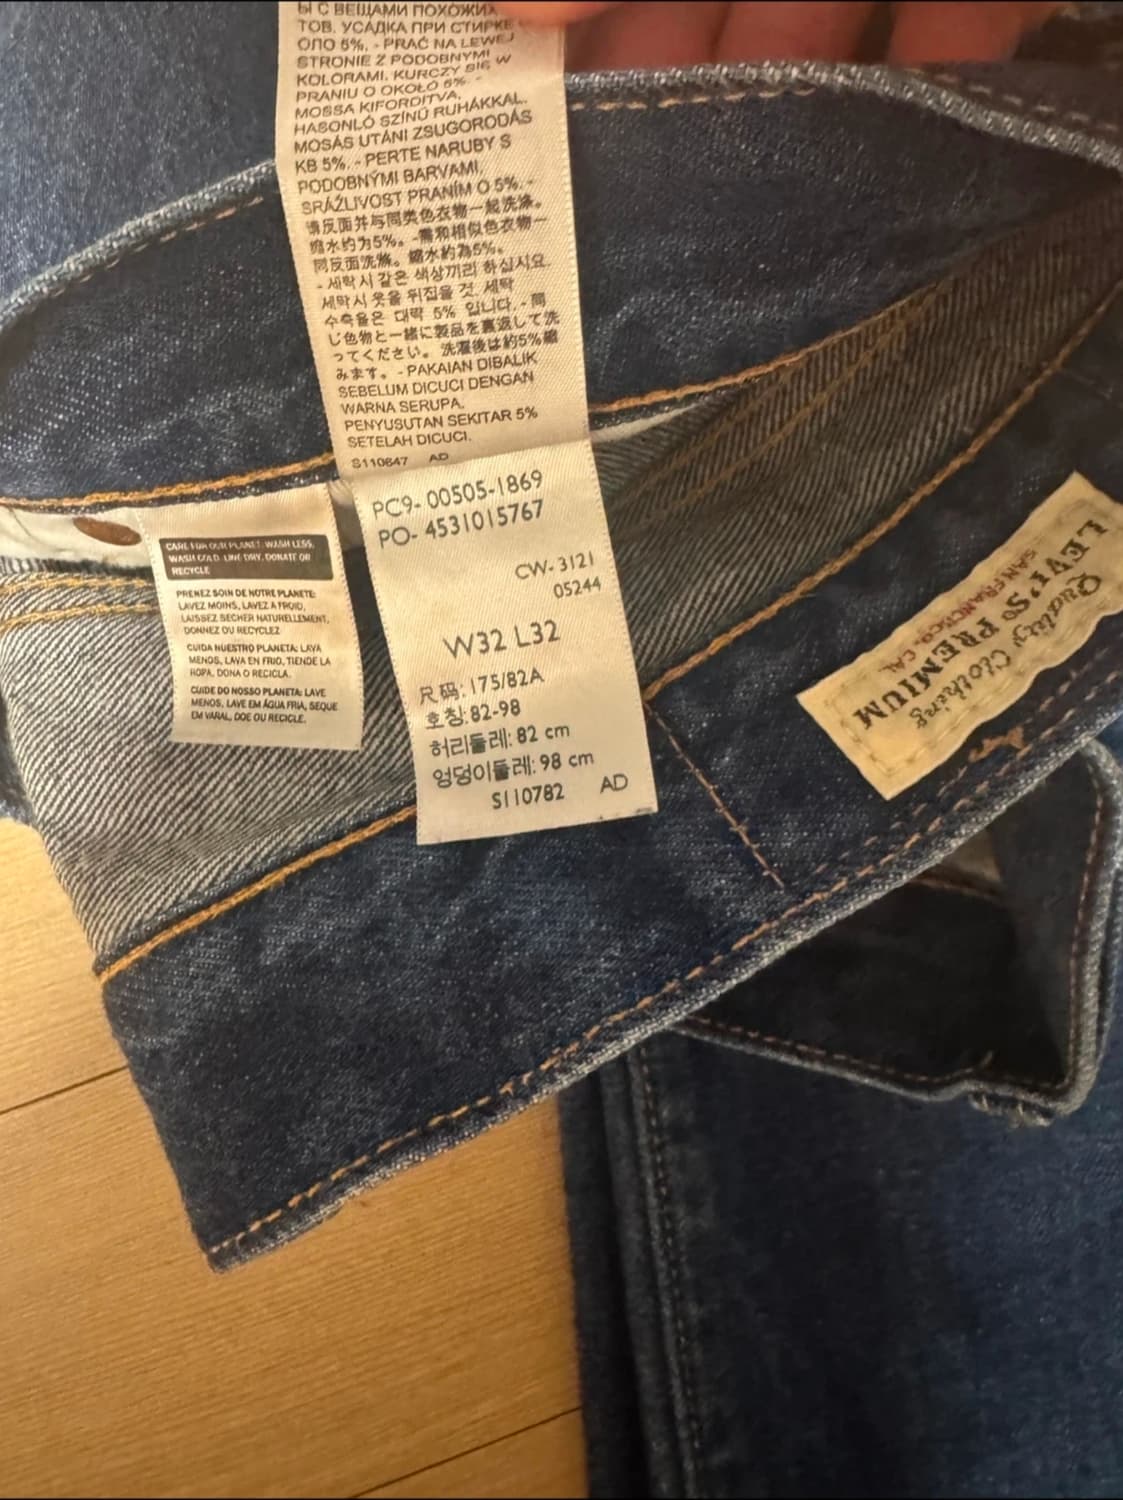 Ы С ВЕЩАМИ ПОХОЖИХ
ТОВ. УСАДКА ПРИ СТИРКЕ
ОЛО 5%. - PRAĆ NA LEWEJ
STRONIE Z PODOBNYMI
KOLORAMI. KURCZY SIĘ W
PRANIU O OKOŁO 5%. -
MOSSA KIFORDÍTVA,
HASONLÓ SZÍNŰ RUHÁKKAL.
MOSÁS UTÁNI ZSUGORODÁS
KB 5%. - PERTE NARUBY S
PODOBNÝMI BARVAMI,
SRÁŽLIVOST PRANÍM O 5%. -
请反面并与同类色衣物一起洗涤。
缩水约为5%。-需和相似色衣物一
同反面洗滌。縮水約為5%。
- 세탁시 같은 색상끼리 하십시요.
세탁시 옷을 뒤집을 것. 세탁
수축율은 대략 5% 입니다. - 同
じ色物と一緒に製品を裏返して洗
ってください。洗濯後は約5%縮
みます。 - PAKAIAN DIBALIK
SEBELUM DICUCI DENGAN
WARNA SERUPA.
PENYUSUTAN SEKITAR 5%
SETELAH DICUCI.
S110647 AD
PC9- 00505-1869
PO- 4531015767
CW- 3121
05244
W32 L32
尺码: 175/82A
호칭: 82-98
허리둘레: 82 cm
엉덩이둘레: 98 cm
S110782 AD
CARE FOR OUR PLANET: WASH LESS,
WASH COLD, LINE DRY, DONATE OR
RECYCLE
PRENEZ SOIN DE NOTRE PLANETE:
LAVEZ MOINS, LAVEZ A FROID,
LAISSEZ SECHER NATURELLEMENT,
DONNEZ OU RECYCLEZ
CUIDA NUESTRO PLANETA: LAVA
MENOS, LAVA EN FRIO, TIENDE LA
ROPA, DONA O RECICLA.
CUIDE DO NOSSO PLANETA: LAVE
MENOS, LAVE EM ÁGUA FRIA, SEQUE
EM VARAL, DOE OU RECICLE.
LEVI'S® PREMIUM
SAN FRANCISCO, CAL
Quality Clothing